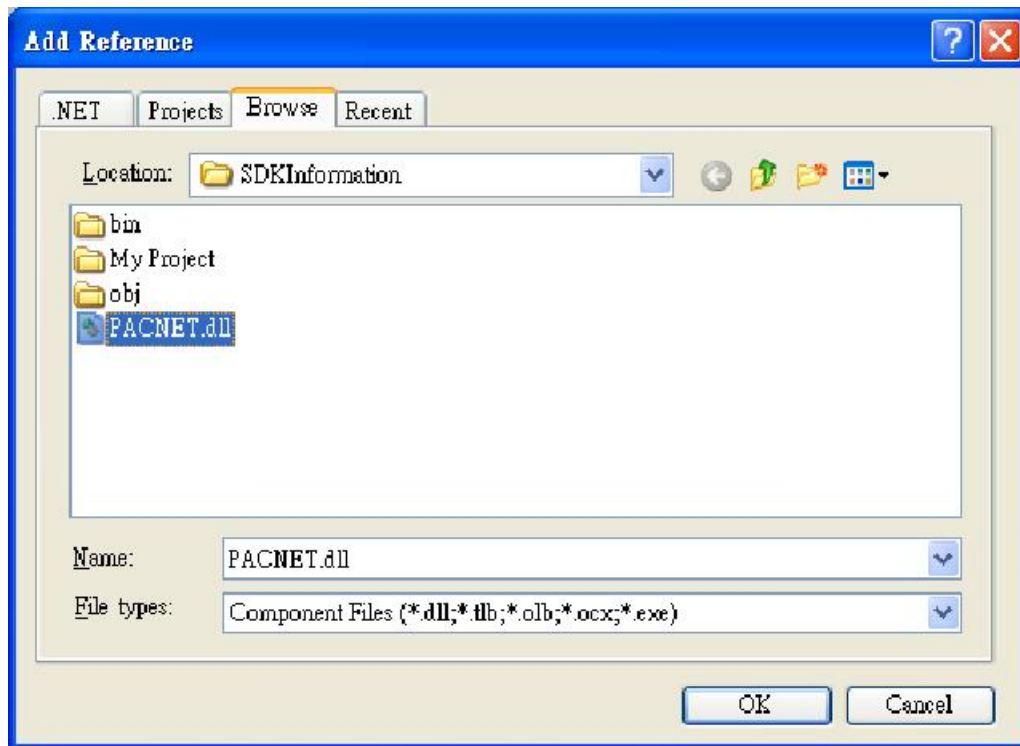 Add Reference
.NET Projects Browse Recent
Location: SDKInformation
bin
My Project
obj
PACNET.dll
Name: PACNET.dll
File types: Component Files (*.dll;*.tlb;*.olb;*.ocx;*.exe)
OK Cancel